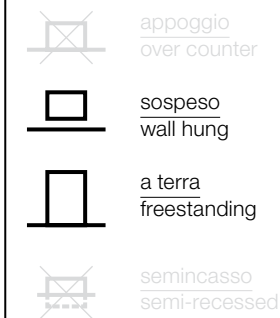 appoggio
over counter
sospeso
wall hung
a terra
freestanding
semincasso
semi-recessed